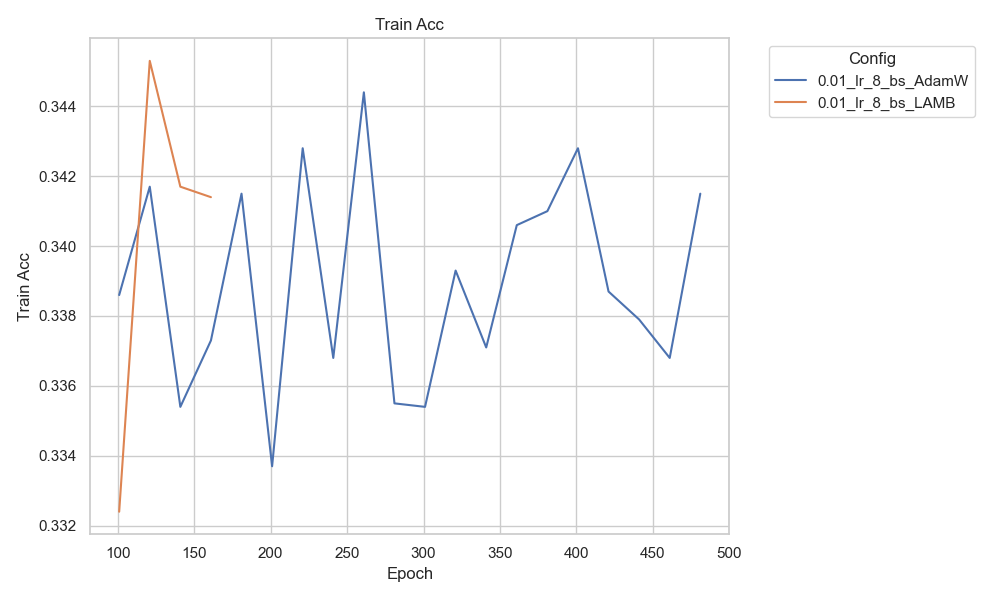 Train Acc
Config
0.01_lr_8_bs_AdamW
0.01_lr_8_bs_LAMB
Train Acc
0.344
0.342
0.340
0.338
0.336
0.334
0.332
100 150 200 250 300 350 400 450 500
Epoch